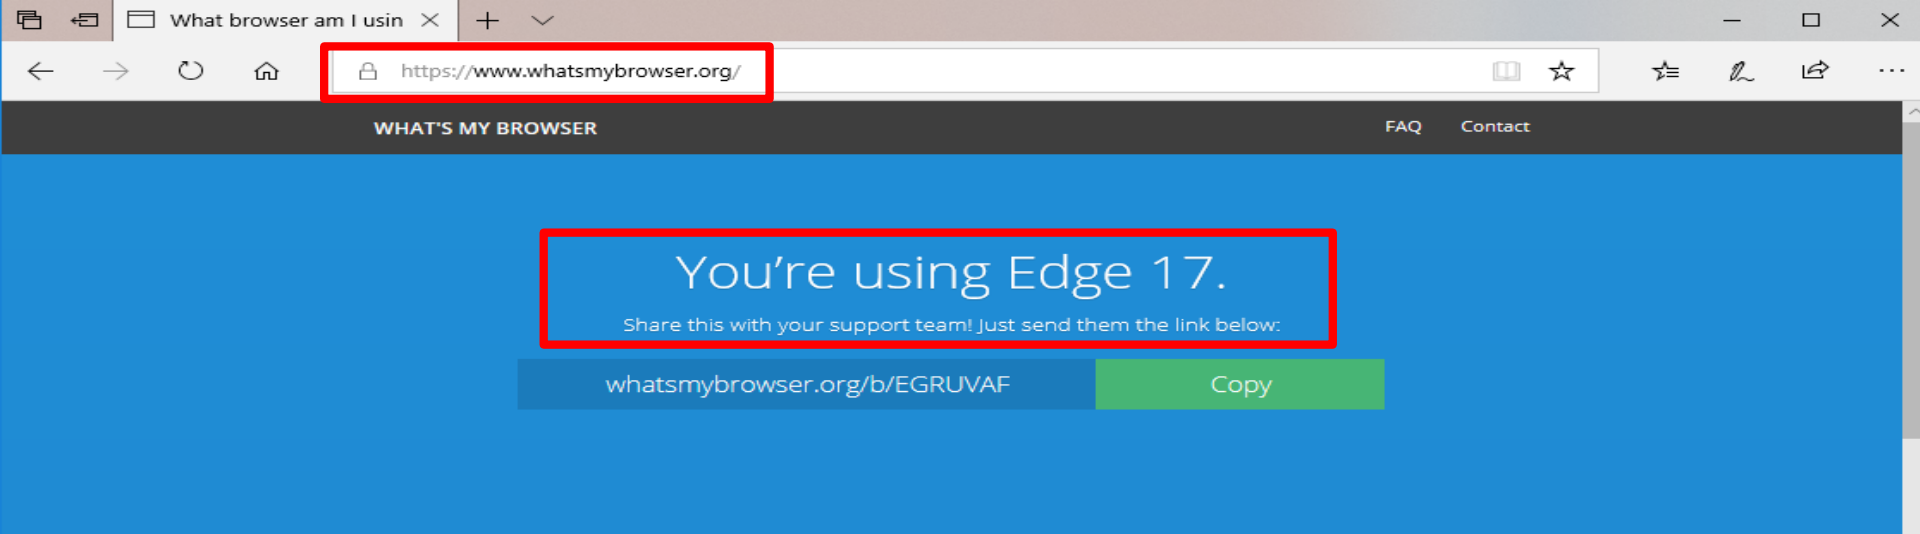 What browser am I usin
https://www.whatsmybrowser.org/
WHAT'S MY BROWSER
FAQ
Contact
You're using Edge 17.
Share this with your support team! Just send them the link below:
whatsmybrowser.org/b/EGRUVAF
Copy